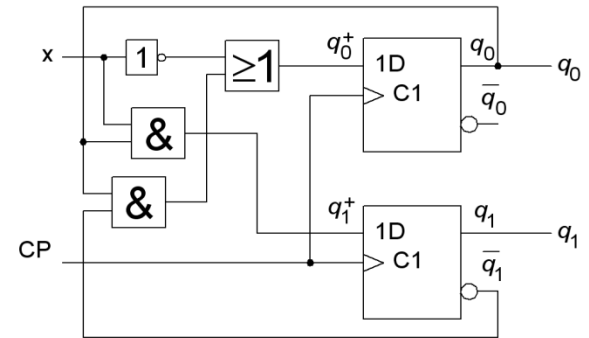 x
1
≥1
q₀⁺
1D
C1
q₀
q̅₀
q₀
&
&
CP
q₁⁺
1D
C1
q₁
q̅₁
q₁